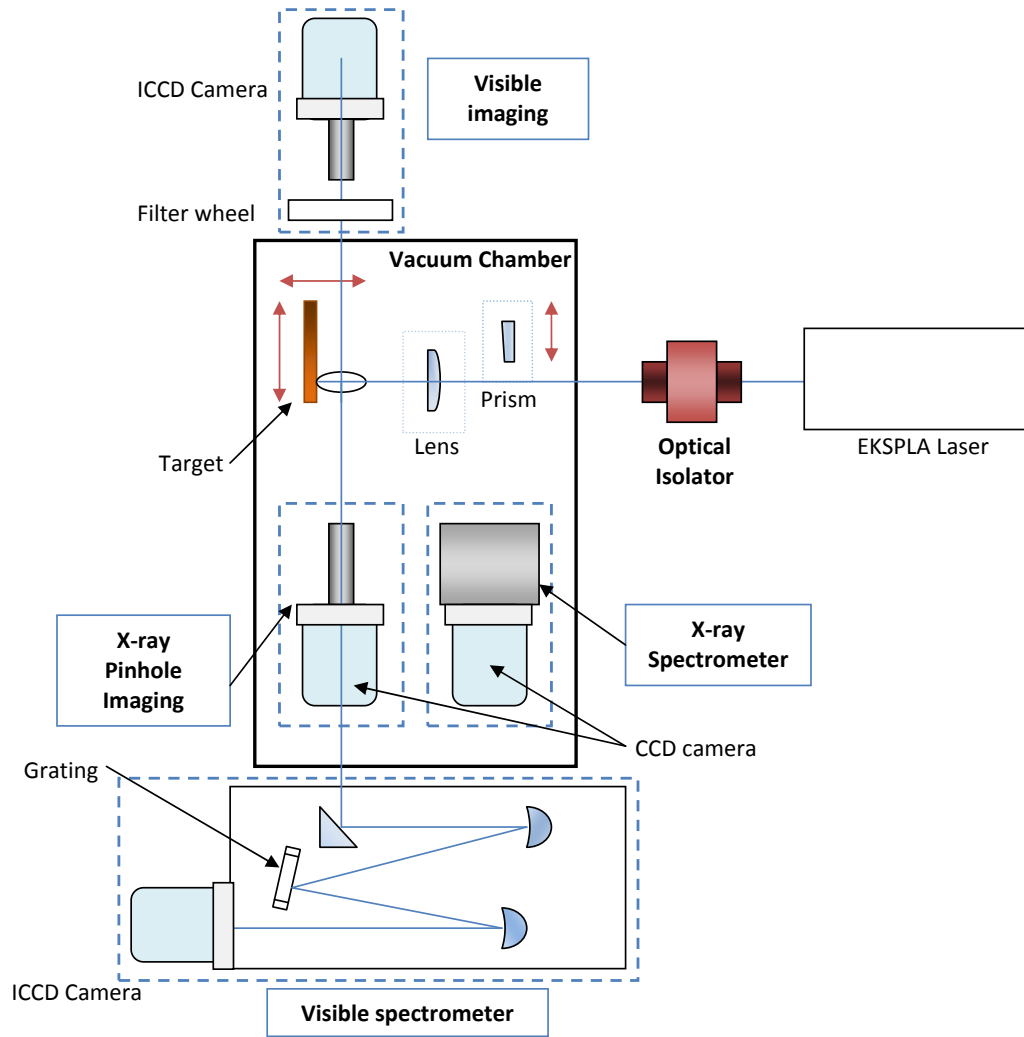 ICCD Camera
Visible
imaging
Filter wheel
Vacuum Chamber
Prism
Lens
Target
Optical
Isolator
EKSPLA Laser
X-ray
Pinhole
Imaging
X-ray
Spectrometer
CCD camera
Grating
ICCD Camera
Visible spectrometer